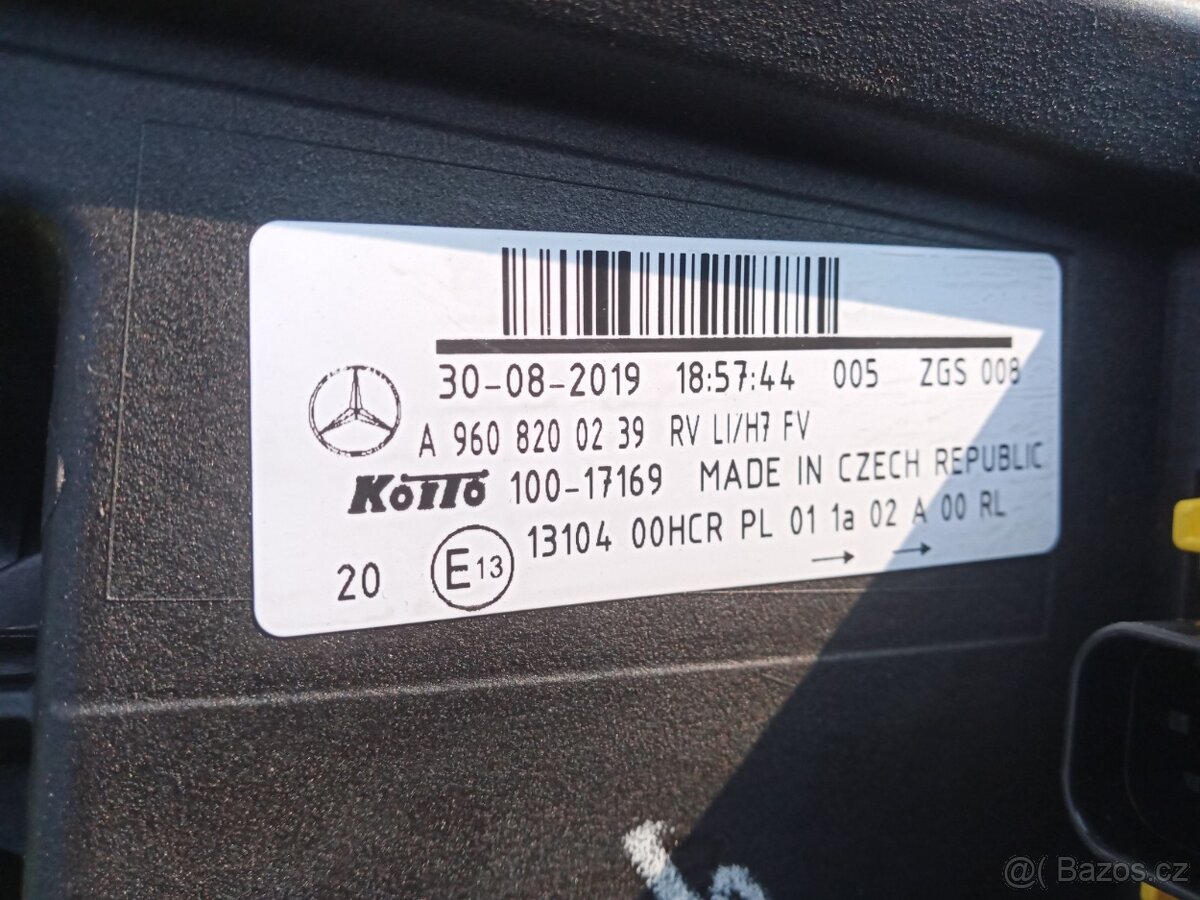 30-08-2019 18:57:44 005 ZGS 008
A 960 820 02 39 RV LI/H7 FV
KOITO 100-17169 MADE IN CZECH REPUBLIC
20 E13 13104 00HCR PL 01 1a 02 A 00 RL
→ →
@( Bazos.cz